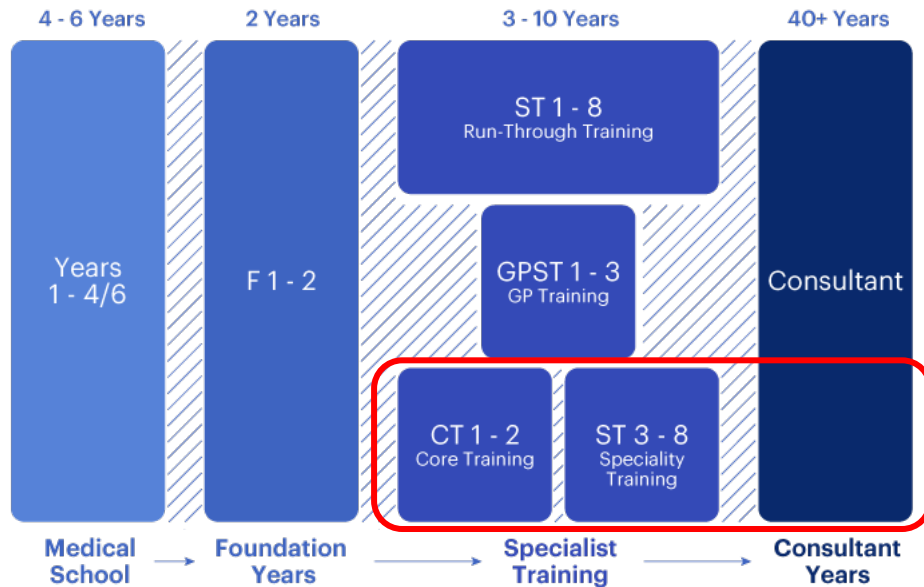 4 - 6 Years
2 Years
3 - 10 Years
40+ Years
Years
1 - 4/6
F 1 - 2
ST 1 - 8
Run-Through Training
GPST 1 - 3
GP Training
CT 1 - 2
Core Training
ST 3 - 8
Speciality
Training
Consultant
Medical
School
Foundation
Years
Specialist
Training
Consultant
Years